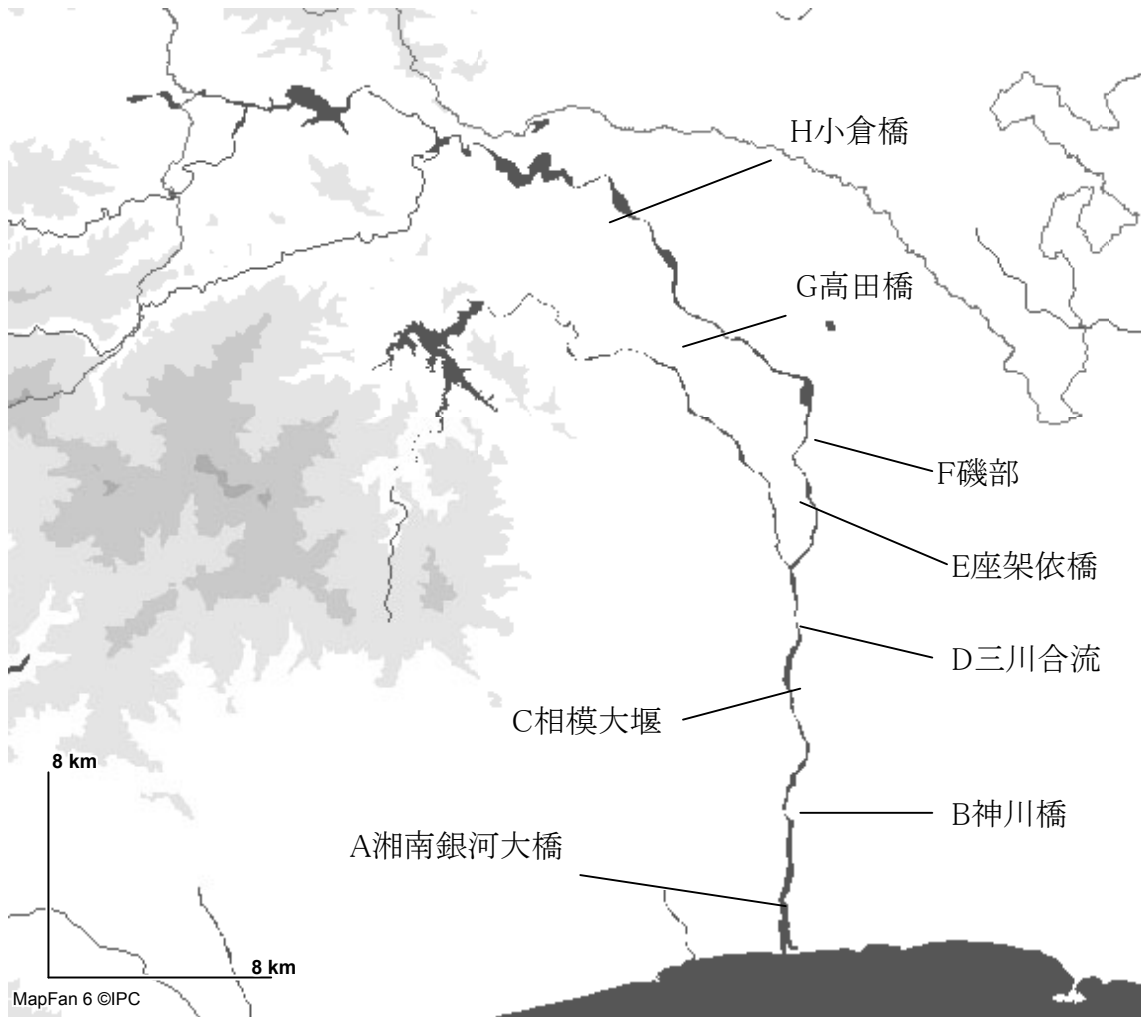 H小倉橋
G高田橋
F磯部
E座架依橋
D三川合流
C相模大堰
8 km
B神川橋
A湘南銀河大橋
8 km
MapFan 6 ©IPC